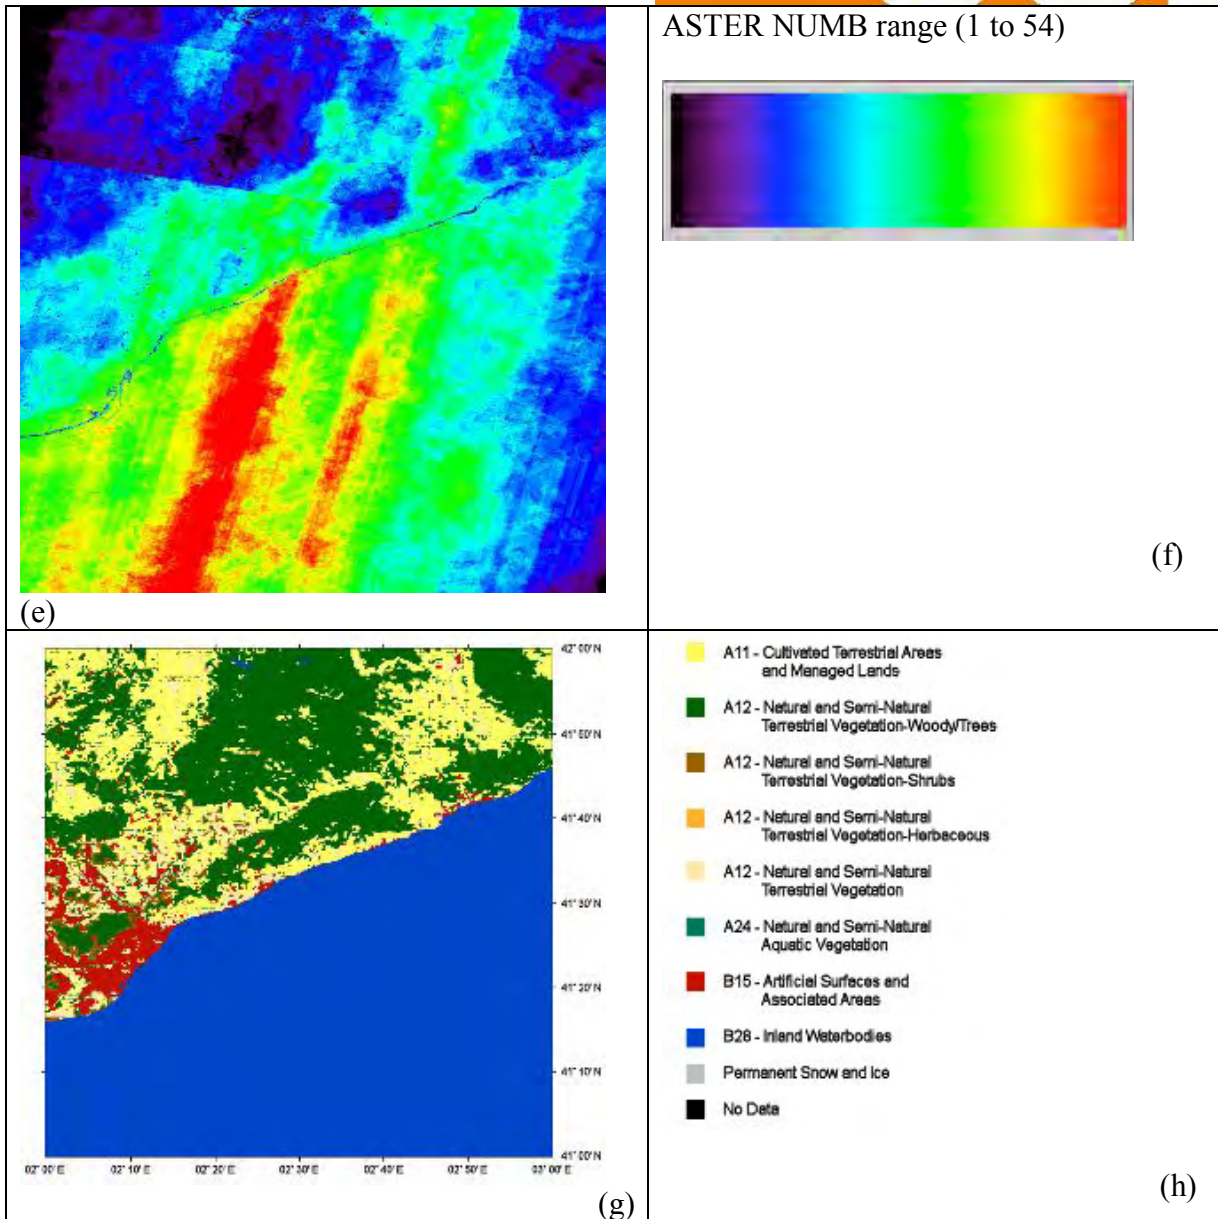 ASTER NUMB range (1 to 54)
(e)
(f)
42° 00' N
41° 50' N
41° 40' N
41° 30' N
41° 20' N
41° 10' N
41° 00' N
02° 00' E 02° 10' E 02° 20' E 02° 30' E 02° 40' E 02° 50' E 03° 00' E
(g)
A11 - Cultivated Terrestrial Areas
and Managed Lands
A12 - Natural and Semi-Natural
Terrestrial Vegetation-Woody/Trees
A12 - Natural and Semi-Natural
Terrestrial Vegetation-Shrubs
A12 - Natural and Semi-Natural
Terrestrial Vegetation-Herbaceous
A12 - Natural and Semi-Natural
Terrestrial Vegetation
A24 - Natural and Semi-Natural
Aquatic Vegetation
B15 - Artificial Surfaces and
Associated Areas
B28 - Inland Waterbodies
Permanent Snow and Ice
No Data
(h)